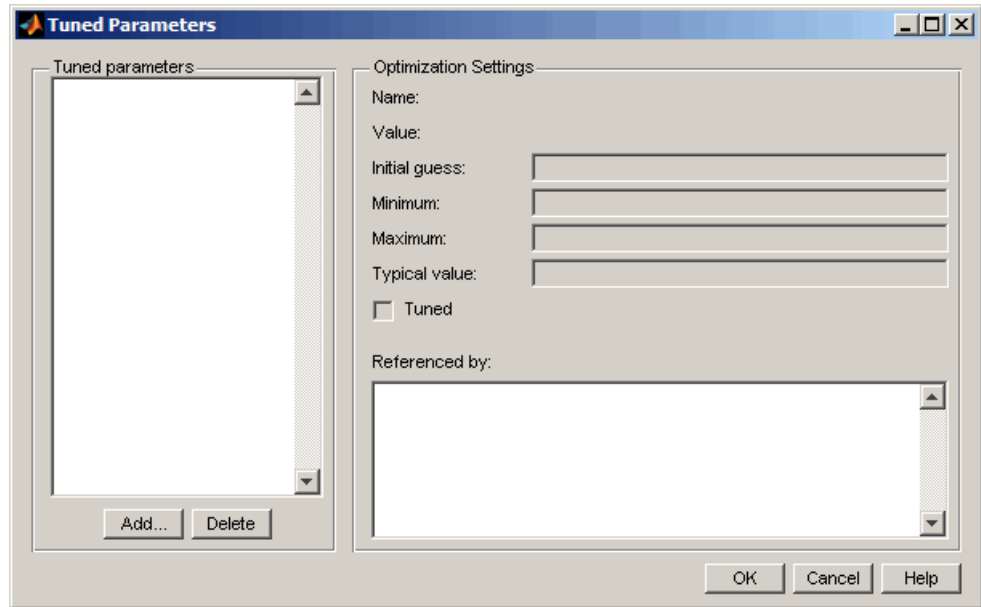 Tuned Parameters
Tuned parameters
Add...
Delete
Optimization Settings
Name:
Value:
Initial guess:
Minimum:
Maximum:
Typical value:
Tuned
Referenced by:
OK
Cancel
Help